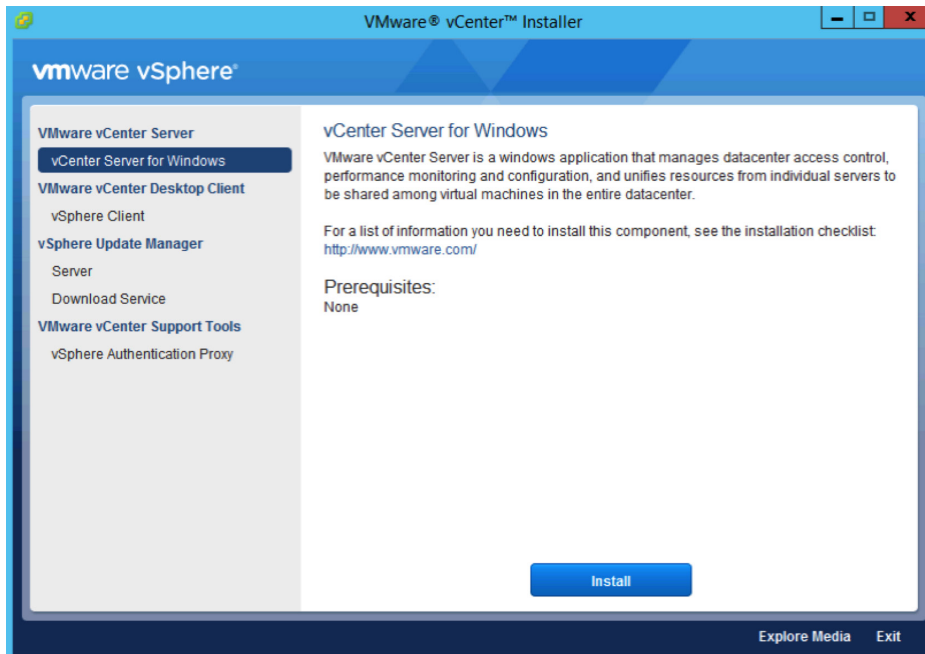 VMware® vCenter™ Installer
vmware vSphere®
VMware vCenter Server
vCenter Server for Windows
VMware vCenter Desktop Client
vSphere Client
vSphere Update Manager
Server
Download Service
VMware vCenter Support Tools
vSphere Authentication Proxy
vCenter Server for Windows
VMware vCenter Server is a windows application that manages datacenter access control,
performance monitoring and configuration, and unifies resources from individual servers to
be shared among virtual machines in the entire datacenter.
For a list of information you need to install this component, see the installation checklist:
http://www.vmware.com/
Prerequisites:
None
Install
Explore Media Exit